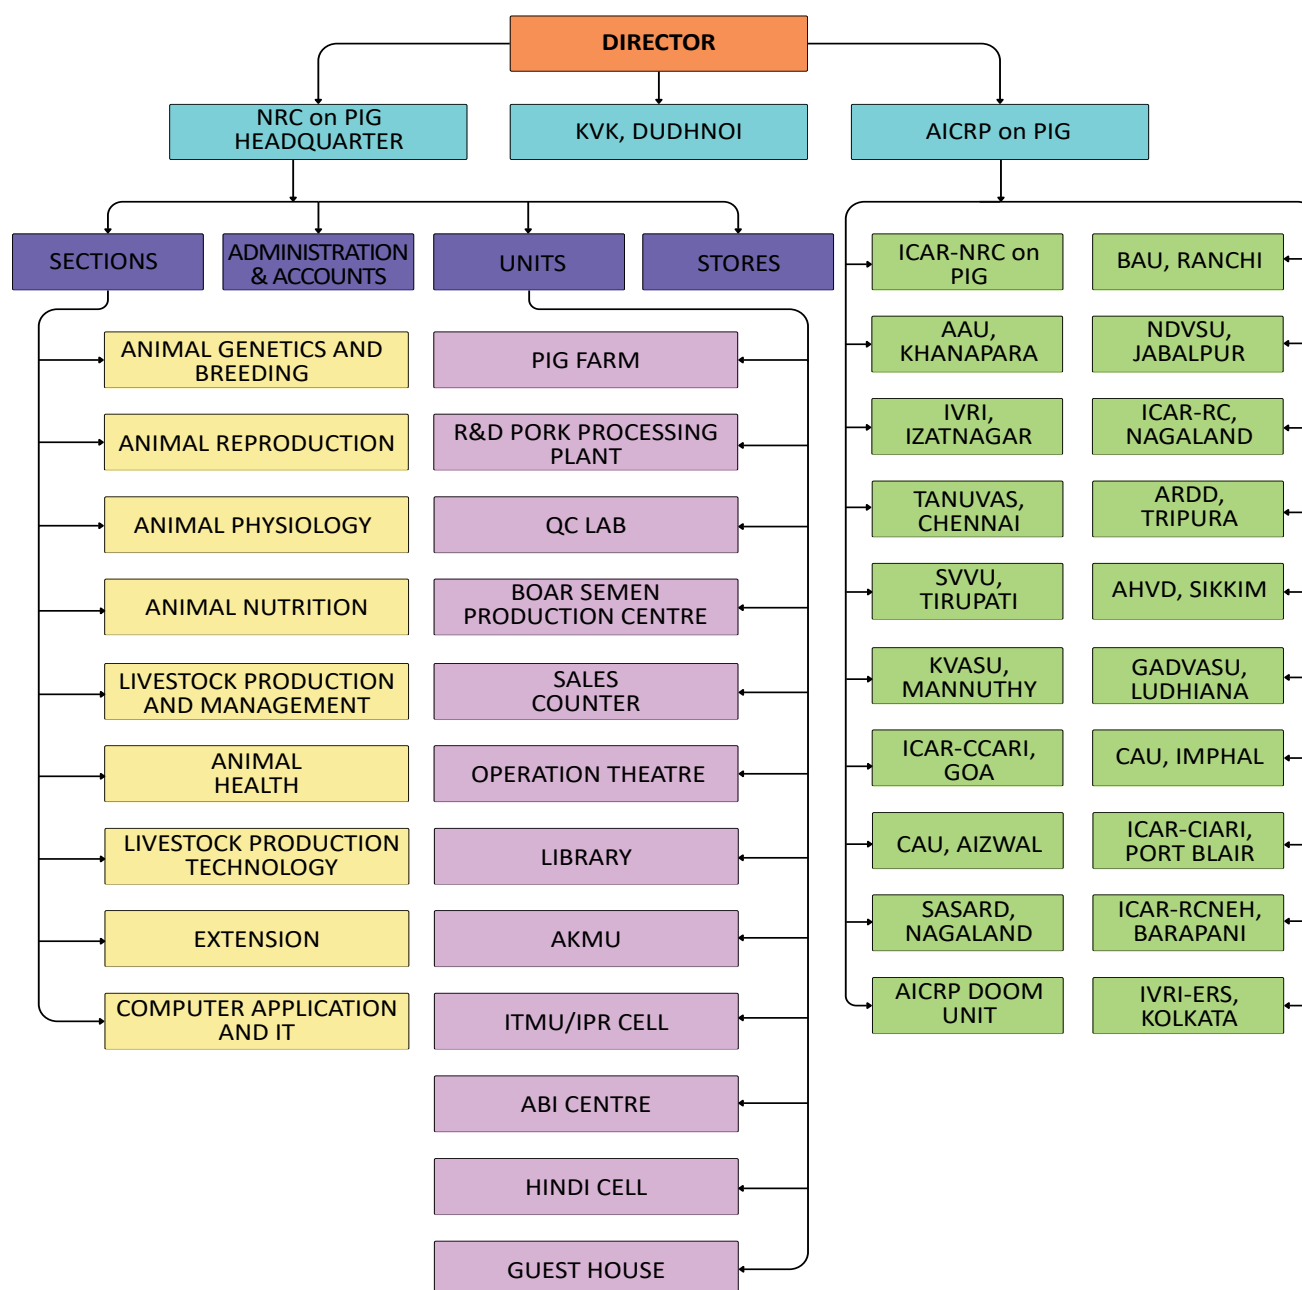 DIRECTOR
NRC on PIG
HEADQUARTER
KVK, DUDHNOI
AICRP on PIG
SECTIONS
ADMINISTRATION
& ACCOUNTS
UNITS
STORES
ANIMAL GENETICS AND
BREEDING
ANIMAL REPRODUCTION
ANIMAL PHYSIOLOGY
ANIMAL NUTRITION
LIVESTOCK PRODUCTION
AND MANAGEMENT
ANIMAL
HEALTH
LIVESTOCK PRODUCTION
TECHNOLOGY
EXTENSION
COMPUTER APPLICATION
AND IT
PIG FARM
R&D PORK PROCESSING
PLANT
QC LAB
BOAR SEMEN
PRODUCTION CENTRE
SALES
COUNTER
OPERATION THEATRE
LIBRARY
AKMU
ITMU/IPR CELL
ABI CENTRE
HINDI CELL
GUEST HOUSE
ICAR-NRC on
PIG
AAU,
KHANAPARA
IVRI,
IZATNAGAR
TANUVAS,
CHENNAI
SVVU,
TIRUPATI
KVASU,
MANNUTHY
ICAR-CCARI,
GOA
CAU, AIZWAL
SASARD,
NAGALAND
AICRP DOOM
UNIT
BAU, RANCHI
NDVSU,
JABALPUR
ICAR-RC,
NAGALAND
ARDD,
TRIPURA
AHVD, SIKKIM
GADVASU,
LUDHIANA
CAU, IMPHAL
ICAR-CIARI,
PORT BLAIR
ICAR-RCNEH,
BARAPANI
IVRI-ERS,
KOLKATA